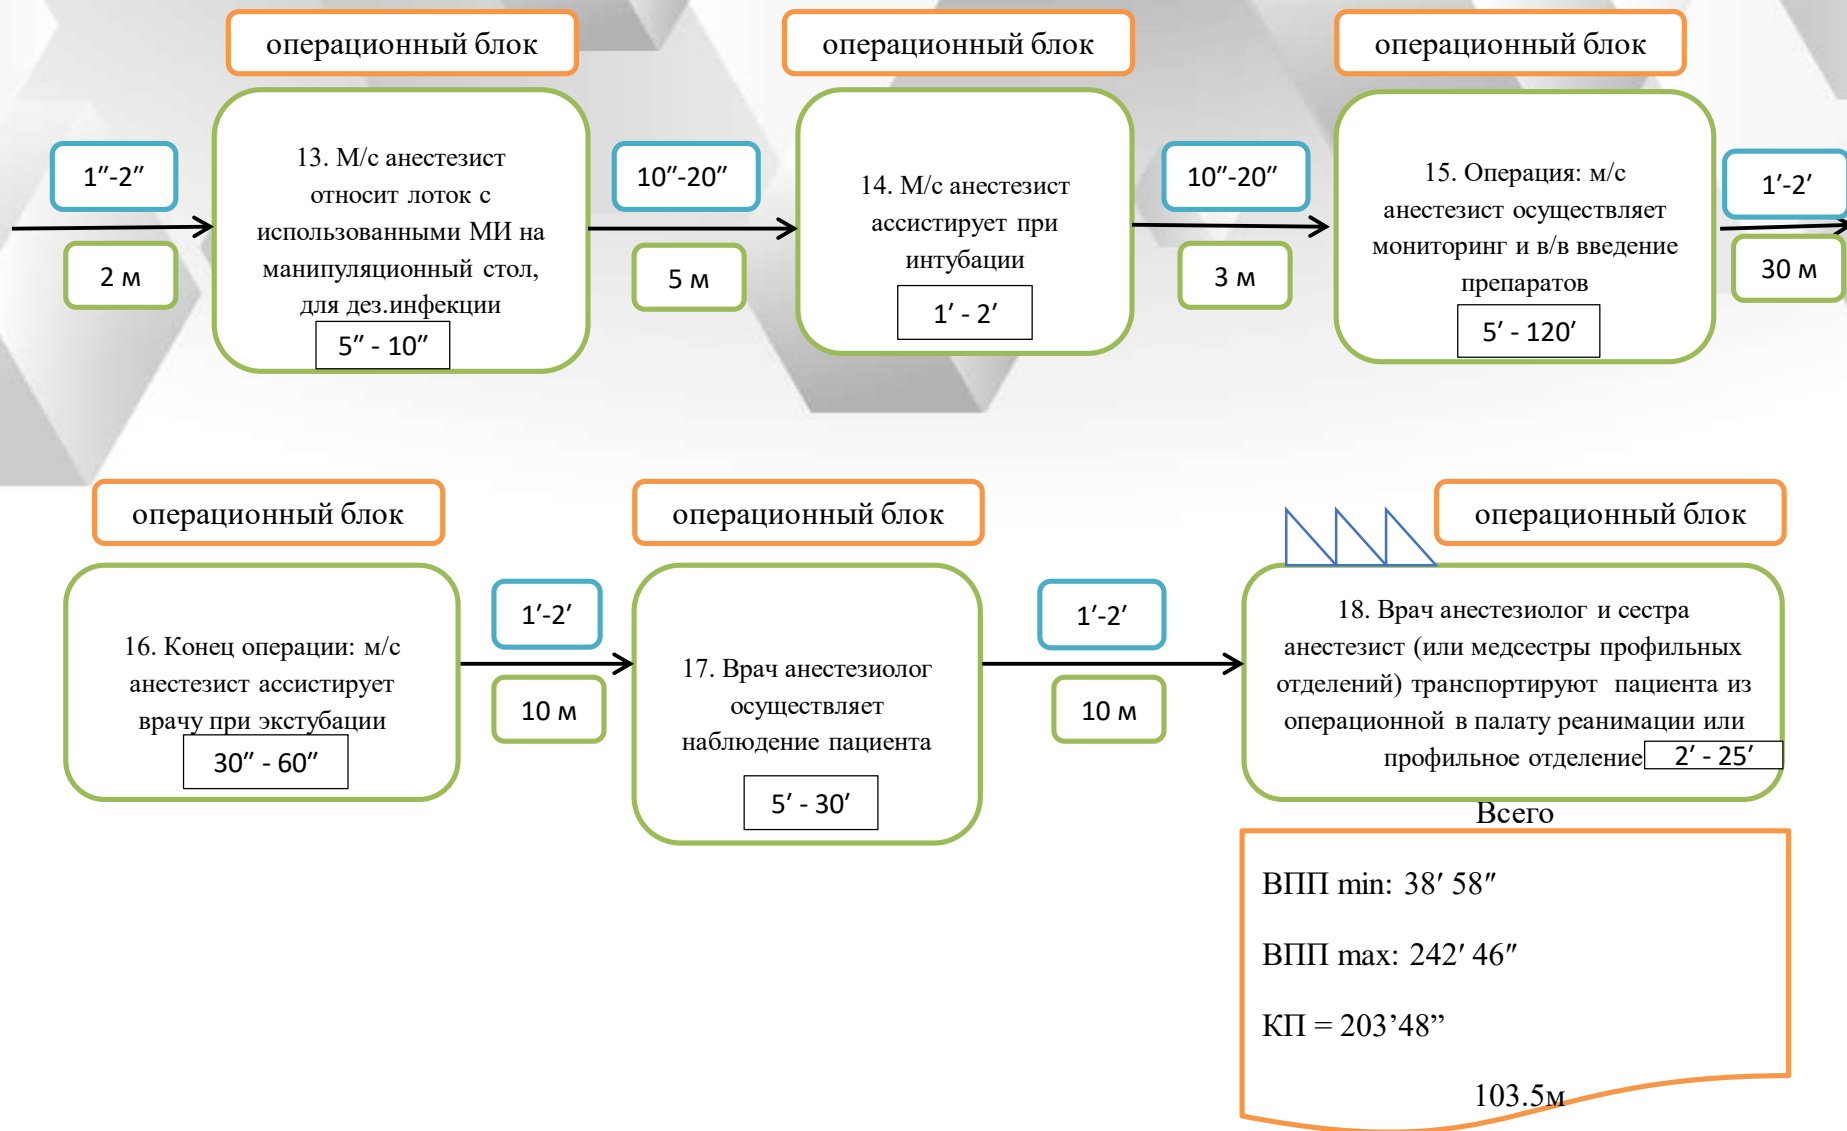 операционный блок
операционный блок
операционный блок
1″-2″
2 м
13. М/с анестезист
относит лоток с
использованными МИ на
манипуляционный стол,
для дез.инфекции
5″ - 10″
10″-20″
5 м
14. М/с анестезист
ассистирует при
интубации
1′ - 2′
10″-20″
3 м
15. Операция: м/с
анестезист осуществляет
мониторинг и в/в введение
препаратов
5′ - 120′
1′-2′
30 м
операционный блок
операционный блок
операционный блок
16. Конец операции: м/с
анестезист ассистирует
врачу при экстубации
30″ - 60″
1′-2′
10 м
17. Врач анестезиолог
осуществляет
наблюдение пациента
5′ - 30′
1′-2′
10 м
18. Врач анестезиолог и сестра
анестезист (или медсестры профильных
отделений) транспортируют пациента из
операционной в палату реанимации или
профильное отделение
2′ - 25′
Всего
ВПП min: 38′ 58″
ВПП max: 242′ 46″
КП = 203’48”
103.5м